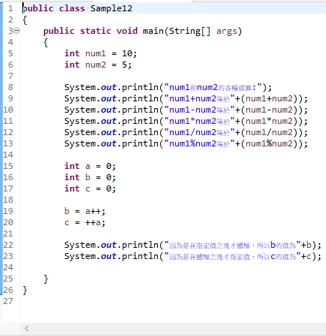 1 public class Sample12
2 {
3 public static void main(String[] args)
4 {
5 int num1 = 10;
6 int num2 = 5;
7
8 System.out.println("num1和num2的各種運算:");
9 System.out.println("num1+num2等於"+(num1+num2));
10 System.out.println("num1-num2等於"+(num1-num2));
11 System.out.println("num1*num2等於"+(num1*num2));
12 System.out.println("num1/num2等於"+(num1/num2));
13 System.out.println("num1%num2等於"+(num1%num2));
14
15 int a = 0;
16 int b = 0;
17 int c = 0;
18
19 b = a++;
20 c = ++a;
21
22 System.out.println("因為是在指定值之後才遞增，所以b的值為"+b);
23 System.out.println("因為是在遞增之後才指定值，所以c的值為"+c);
24
25 }
26 }
27